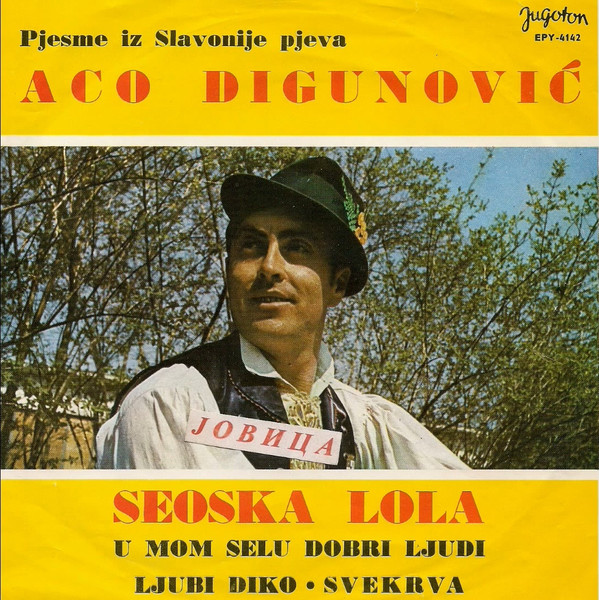 Jugoton
EPY-4142
Pjesme iz Slavonije pjeva
ACO DIGUNOVIĆ
ЈОВИЦА
SEOSKA LOLA
U MOM SELU DOBRI LJUDI
LJUBI DIKO • SVEKRVA